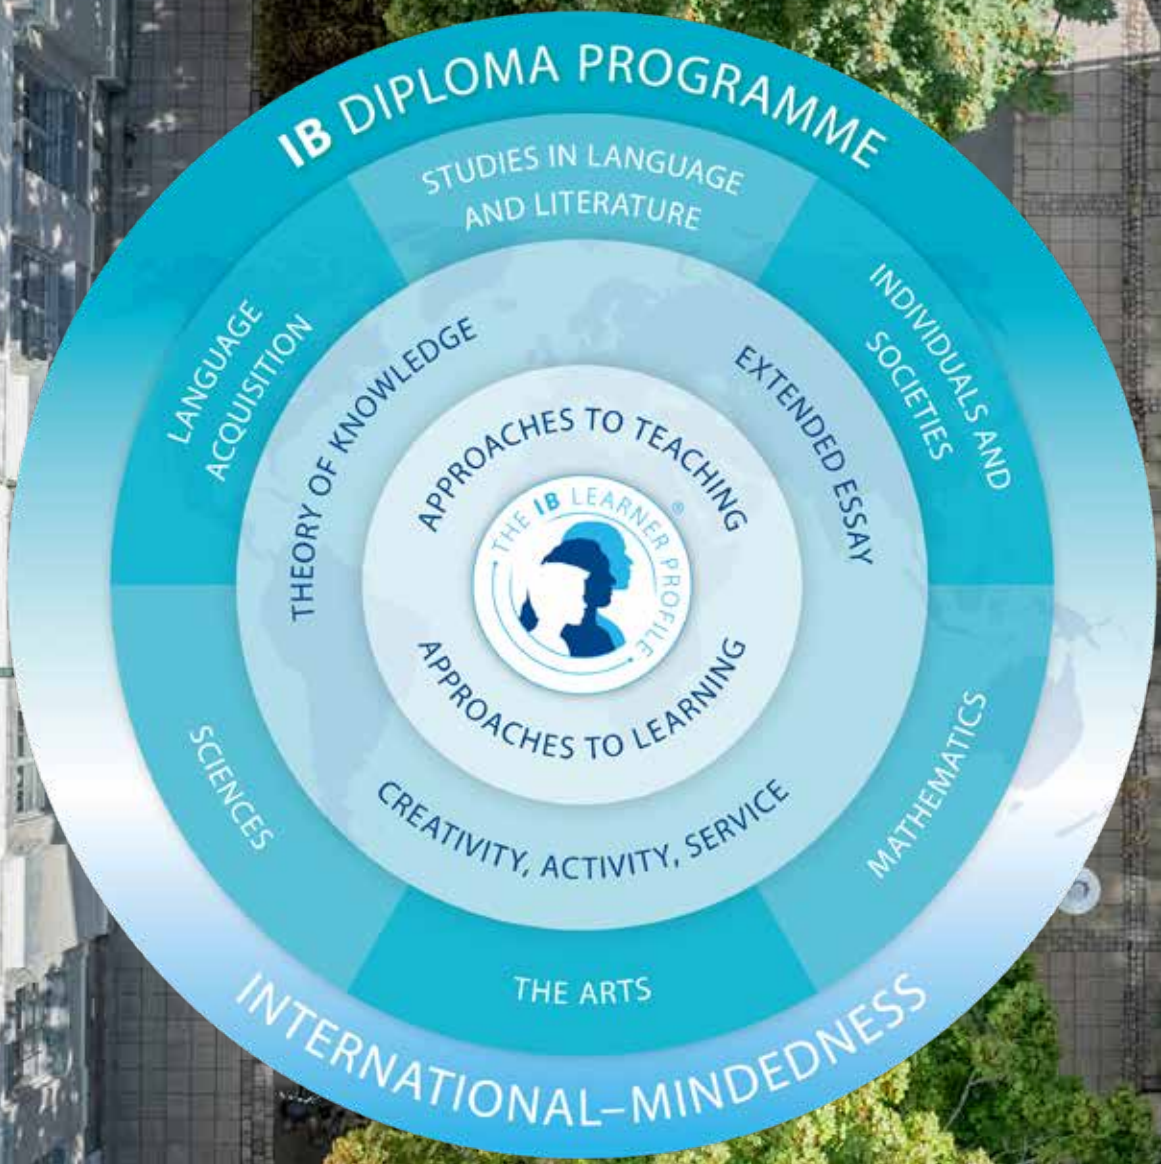 IB DIPLOMA PROGRAMME
STUDIES IN LANGUAGE
AND LITERATURE
LANGUAGE
ACQUISITION
INDIVIDUALS AND
SOCIETIES
THEORY OF KNOWLEDGE
EXTENDED ESSAY
APPROACHES TO TEACHING
THE IB LEARNER PROFILE
®
APPROACHES TO LEARNING
CREATIVITY, ACTIVITY, SERVICE
SCIENCES
MATHEMATICS
THE ARTS
INTERNATIONAL–MINDEDNESS